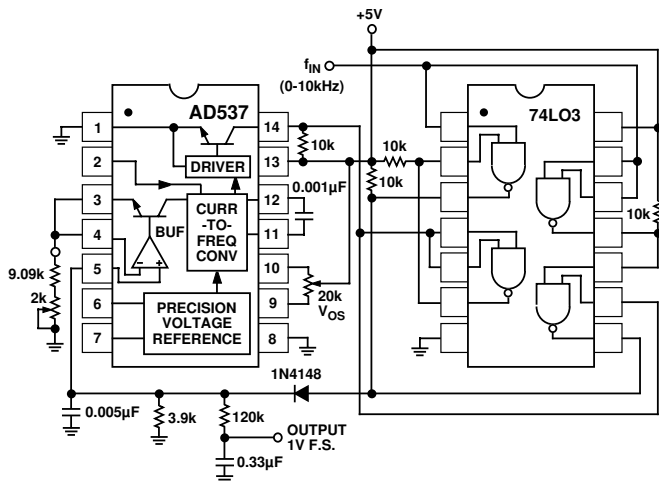 +5V
fIN
(0-10kHz)
AD537
74LO3
1
2
3
4
5
6
7
14
13
12
11
10
9
8
DRIVER
BUF
CURR
-TO-
FREQ
CONV
− +
PRECISION
VOLTAGE
REFERENCE
10k
10k
10k
0.001µF
20k
VOS
10k
9.09k
2k
1N4148
0.005µF
3.9k
120k
OUTPUT
1V F.S.
0.33µF